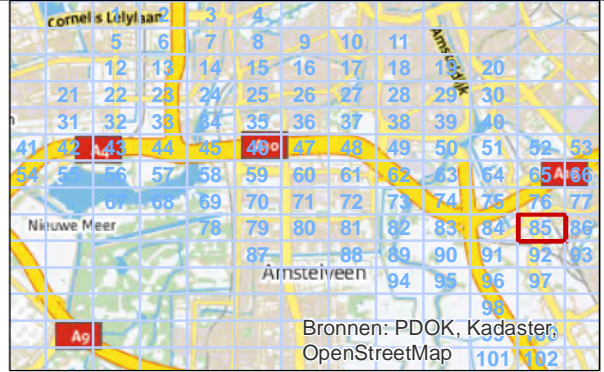 Cornelis Lelylaan
1 2 3 4
5 6 7 8 9 10 11
Amsteldijk
12 13 14 15 16 17 18 19 20
21 22 23 24 25 26 27 28 29 30
31 32 33 34 35 36 37 38 39 40
41 42 43 44 45 46 47 48 49 50 51 52 53
A4
54 55 56 57 58 59 60 61 62 63 64 65 66
67 68 69 70 71 72 73 74 75 76 77
Nieuwe Meer
78 79 80 81 82 83 84 85 86
87 88 89 90 91 92 93
Amstelveen
94 95 96 97
98
Bronnen: PDOK, Kadaster,
A9
OpenStreetMap
101 102